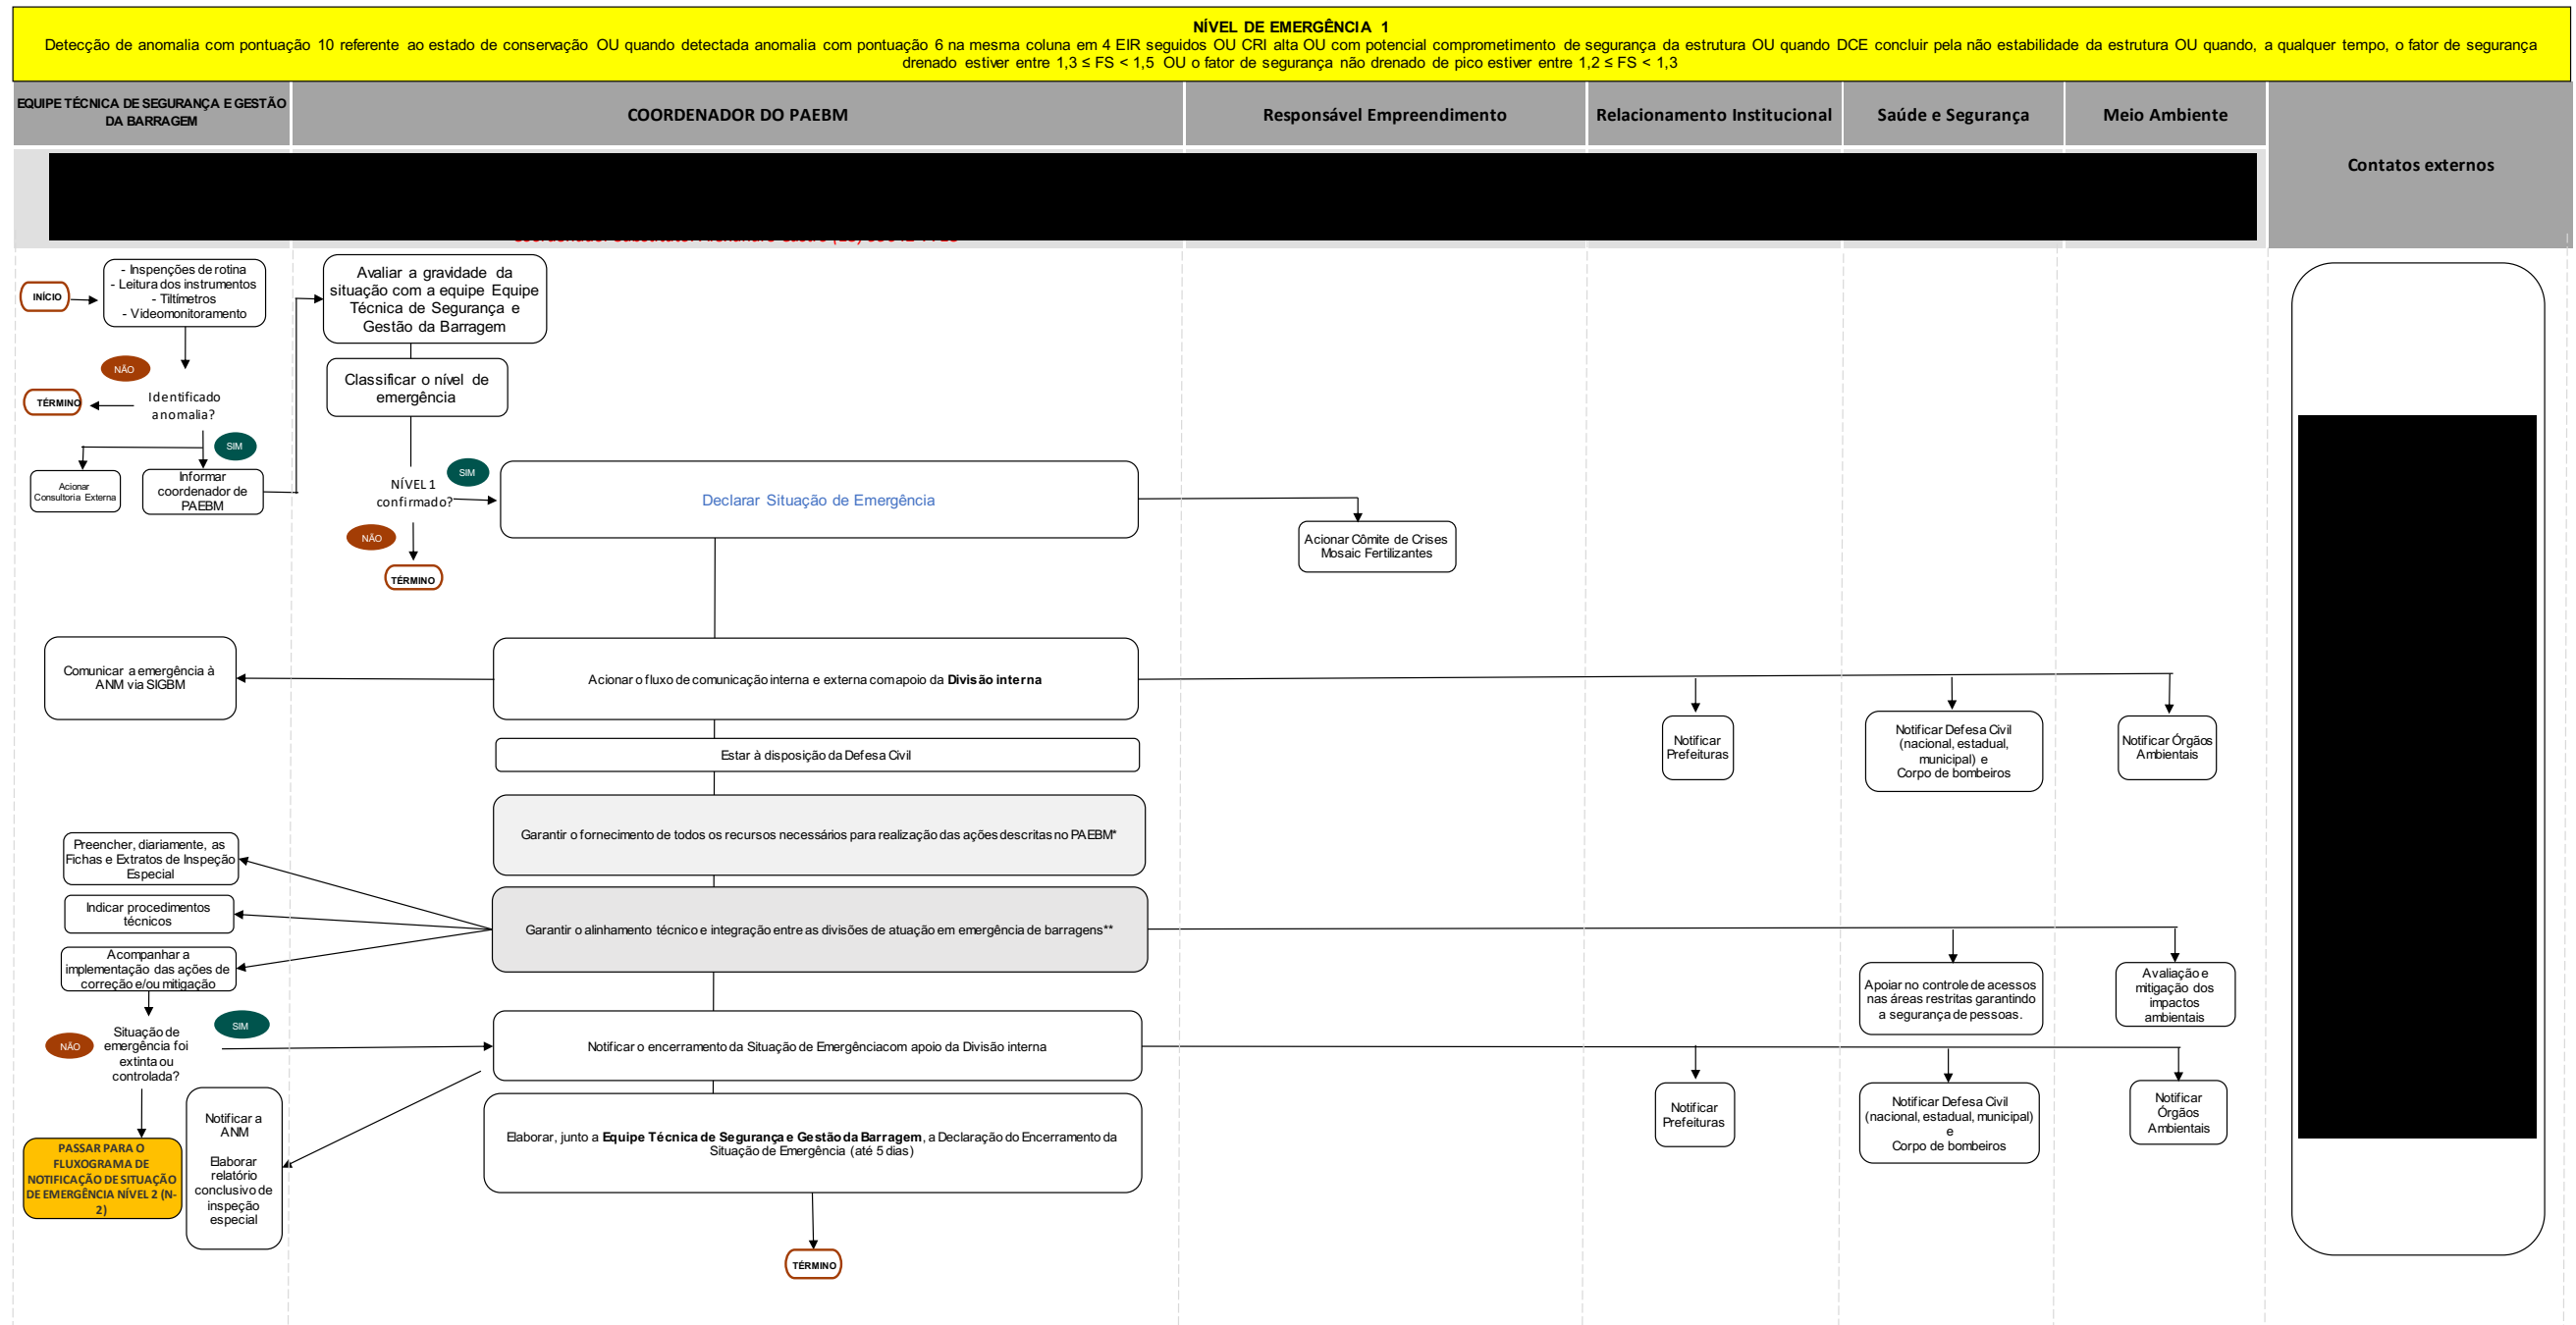 NÍVEL DE EMERGÊNCIA 1
Detecção de anomalia com pontuação 10 referente ao estado de conservação OU quando detectada anomalia com pontuação 6 na mesma coluna em 4 EIR seguidos OU CRI alta OU com potencial comprometimento de segurança da estrutura OU quando DCE concluir pela não estabilidade da estrutura OU quando, a qualquer tempo, o fator de segurança
drenado estiver entre 1,3 ≤ FS < 1,5 OU o fator de segurança não drenado de pico estiver entre 1,2 ≤ FS < 1,3
EQUIPE TÉCNICA DE SEGURANÇA E GESTÃO
DA BARRAGEM
COORDENADOR DO PAEBM
Responsável Empreendimento
Relacionamento Institucional
Saúde e Segurança
Meio Ambiente
Contatos externos
INÍCIO
- Inspenções de rotina
- Leitura dos instrumentos
- Tiltímetros
- Videomonitoramento
NÃO
TÉRMINO
Identificado
anomalia?
SIM
Acionar
Consultoria Externa
Informar
coordenador de
PAEBM
Avaliar a gravidade da
situação com a equipe Equipe
Técnica de Segurança e
Gestão da Barragem
Classificar o nível de
emergência
NÍVEL 1
confirmado?
SIM
NÃO
TÉRMINO
Declarar Situação de Emergência
Acionar Cômite de Crises
Mosaic Fertilizantes
Comunicar a emergência à
ANM via SIGBM
Acionar o fluxo de comunicação interna e externa com apoio da Divisão interna
Notificar
Prefeituras
Notificar Defesa Civil
(nacional, estadual,
municipal) e
Corpo de bombeiros
Notificar Órgãos
Ambientais
Estar à disposição da Defesa Civil
Garantir o fornecimento de todos os recursos necessários para realização das ações descritas no PAEBM*
Preencher, diariamente, as
Fichas e Extratos de Inspeção
Especial
Indicar procedimentos
técnicos
Acompanhar a
implementação das ações de
correção e/ou mitigação
Garantir o alinhamento técnico e integração entre as divisões de atuação em emergência de barragens**
Apoiar no controle de acessos
nas áreas restritas garantindo
a segurança de pessoas.
Avaliação e
mitigação dos
impactos
ambientais
NÃO
Situação de
emergência foi
extinta ou
controlada?
SIM
Notificar o encerramento da Situação de Emergênciacom apoio da Divisão interna
Notificar
Prefeituras
Notificar Defesa Civil
(nacional, estadual, municipal)
e
Corpo de bombeiros
Notificar
Órgãos
Ambientais
PASSAR PARA O
FLUXOGRAMA DE
NOTIFICAÇÃO DE SITUAÇÃO
DE EMERGÊNCIA NÍVEL 2 (N-
2)
Notificar a
ANM
Elaborar
relatório
conclusivo de
inspeção
especial
Elaborar, junto a Equipe Técnica de Segurança e Gestão da Barragem, a Declaração do Encerramento da
Situação de Emergência (até 5 dias)
TÉRMINO